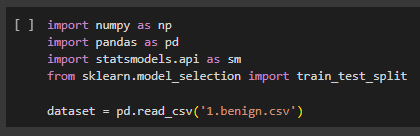 [ ] import numpy as np
import pandas as pd
import statsmodels.api as sm
from sklearn.model_selection import train_test_split
dataset = pd.read_csv('1.benign.csv')